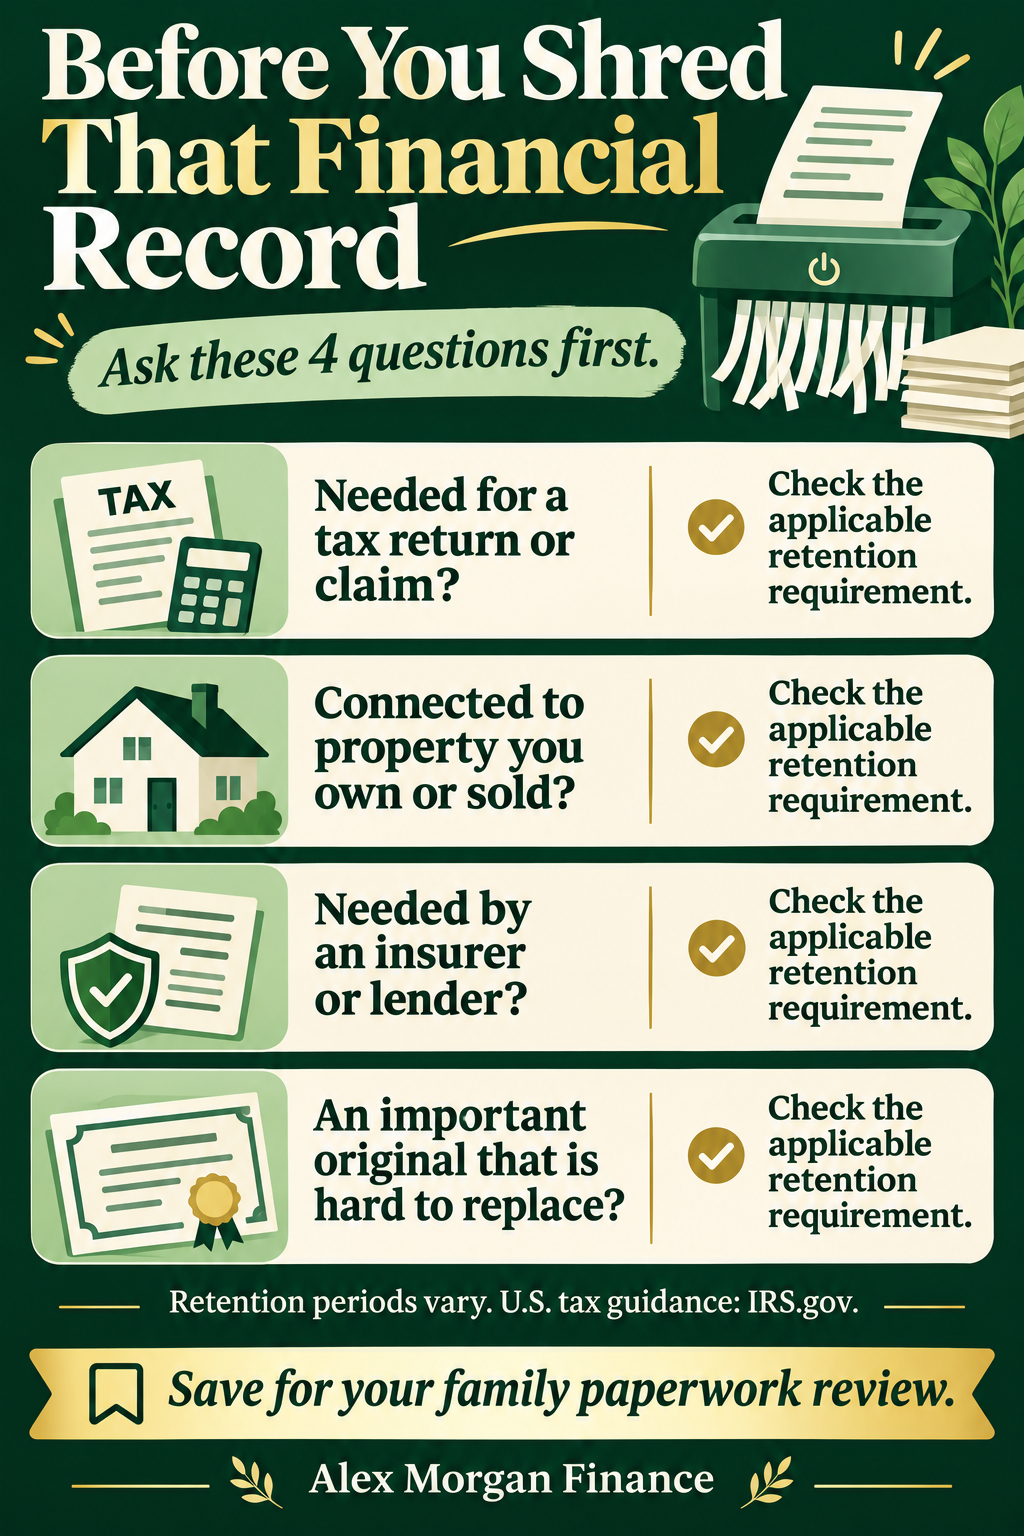 Before You Shred
That Financial
Record
Ask these 4 questions first.
TAX
Needed for a
tax return or
claim?
Check the
applicable
retention
requirement.
Connected to
property you
own or sold?
Check the
applicable
retention
requirement.
Needed by
an insurer
or lender?
Check the
applicable
retention
requirement.
An important
original that is
hard to replace?
Check the
applicable
retention
requirement.
Retention periods vary. U.S. tax guidance: IRS.gov.
Save for your family paperwork review.
Alex Morgan Finance